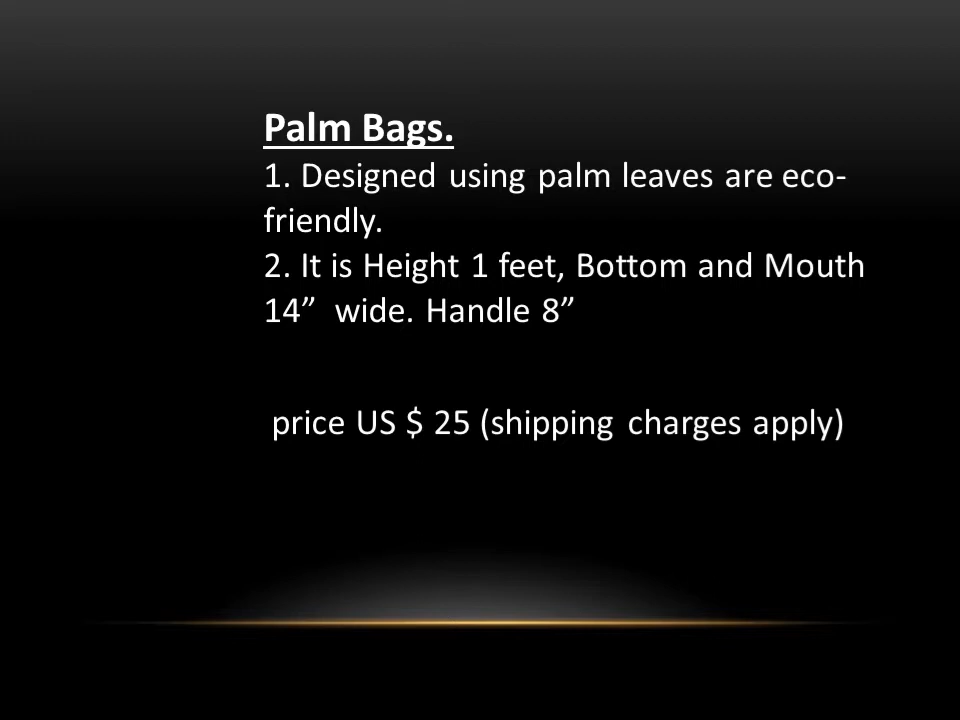 Palm Bags.
1. Designed using palm leaves are eco-
friendly.
2. It is Height 1 feet, Bottom and Mouth
14” wide. Handle 8”
price US $ 25 (shipping charges apply)